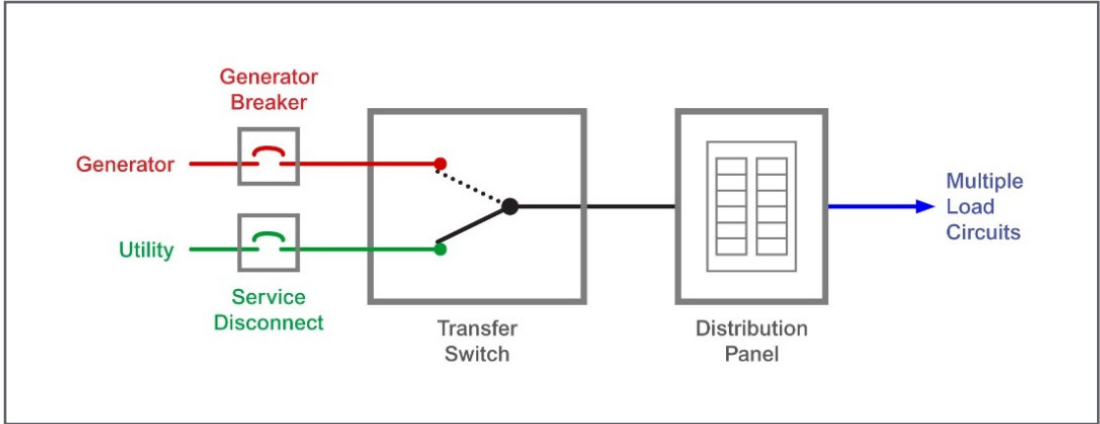 Generator
Breaker
Generator
Utility
Service
Disconnect
Transfer
Switch
Distribution
Panel
Multiple
Load
Circuits